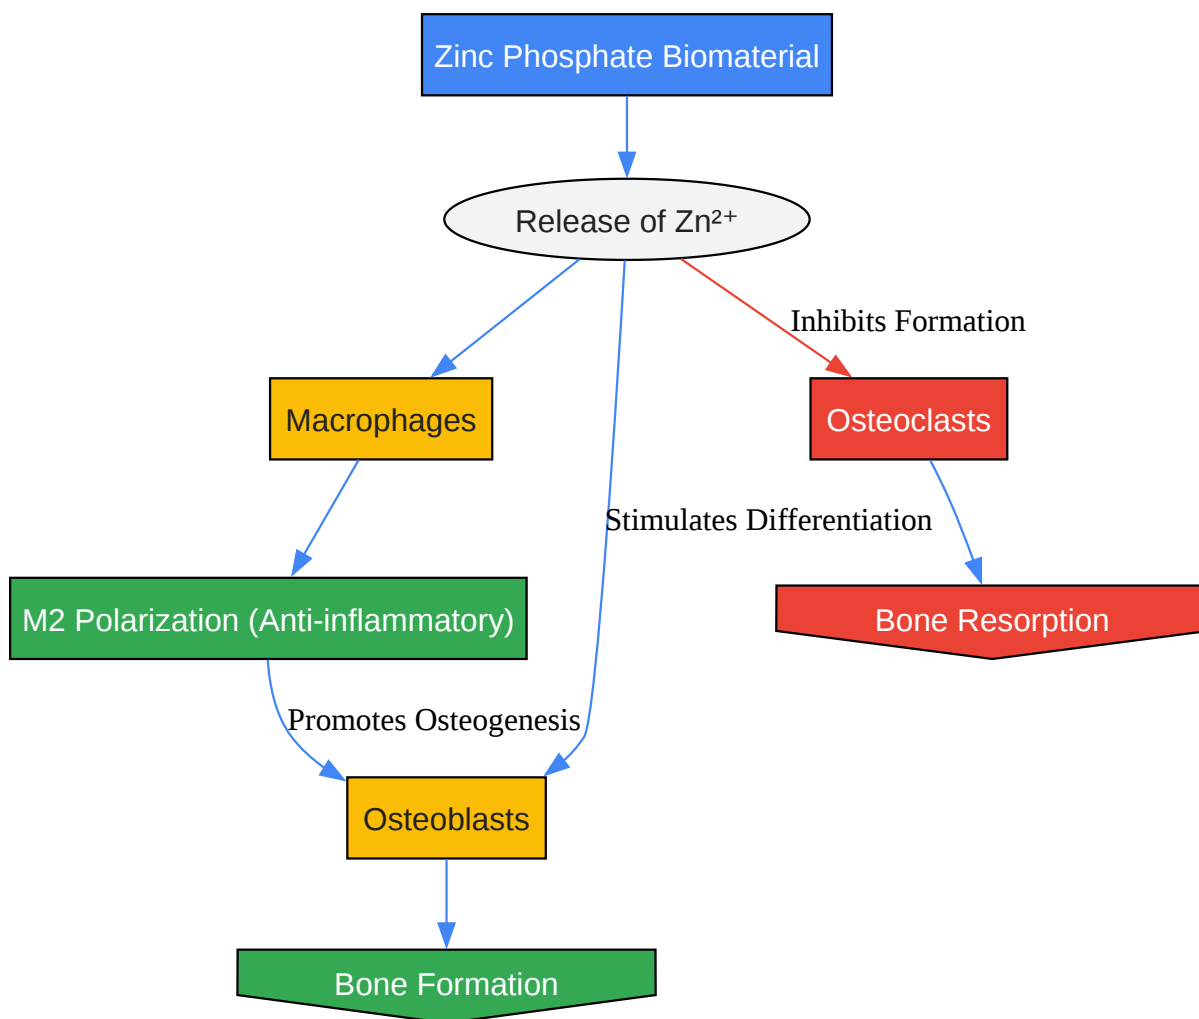 Zinc Phosphate Biomaterial
Release of Zn²⁺
Inhibits Formation
Macrophages
Osteoclasts
Stimulates Differentiation
M2 Polarization (Anti-inflammatory)
Bone Resorption
Promotes Osteogenesis
Osteoblasts
Bone Formation